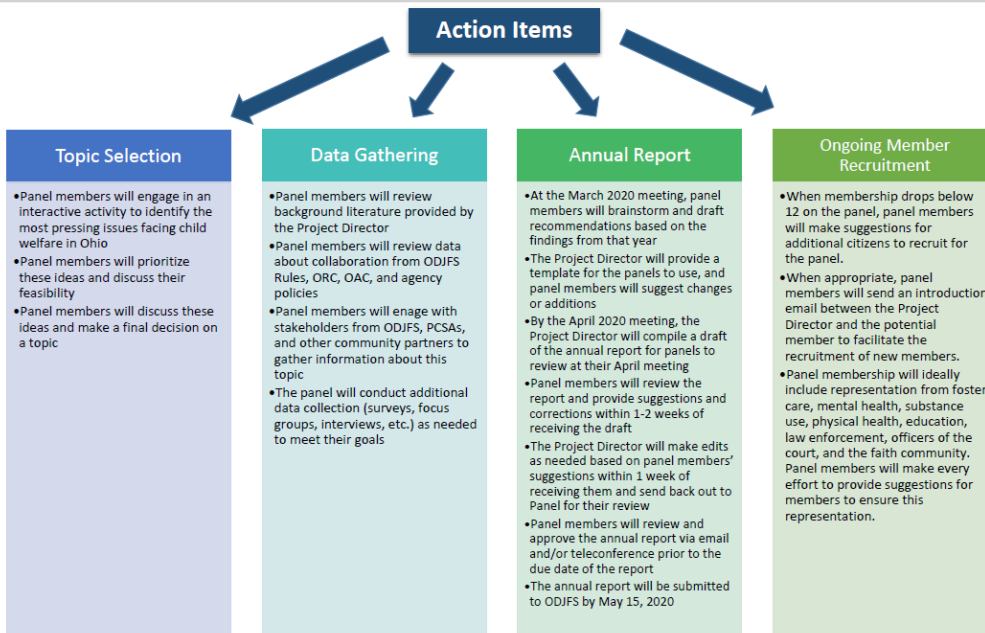 Action Items
Topic Selection
•Panel members will engage in an
interactive activity to identify the
most pressing issues facing child
welfare in Ohio
•Panel members will prioritize
these ideas and discuss their
feasibility
•Panel members will discuss these
ideas and make a final decision on
a topic
Data Gathering
•Panel members will review
background literature provided by
the Project Director
•Panel members will review data
about collaboration from ODJFS
Rules, ORC, OAC, and agency
policies
•Panel members will enage with
stakeholders from ODJFS, PCSAs,
and other community partners to
gather information about this
topic
•The panel will conduct additional
data collection (surveys, focus
groups, interviews, etc.) as needed
to meet their goals
Annual Report
•At the March 2020 meeting, panel
members will brainstorm and draft
recommendations based on the
findings from that year
•The Project Director will provide a
template for the panels to use, and
panel members will suggest changes
or additions
•By the April 2020 meeting, the
Project Director will compile a draft
of the annual report for panels to
review at their April meeting
•Panel members will review the
report and provide suggestions and
corrections within 1-2 weeks of
receiving the draft
•The Project Director will make edits
as needed based on panel members'
suggestions within 1 week of
receiving them and send back out to
Panel for their review
•Panel members will review and
approve the annual report via email
and/or teleconference prior to the
due date of the report
•The annual report will be submitted
to ODJFS by May 15, 2020
Ongoing Member
Recruitment
•When membership drops below
12 on the panel, panel members
will make suggestions for
additional citizens to recruit for
the panel.
•When appropriate, panel
members will send an introduction
email between the Project
Director and the potential
member to facilitate the
recruitment of new members.
•Panel membership will ideally
include representation from foster
care, mental health, substance
use, physical health, education,
law enforcement, officers of the
court, and the faith community.
Panel members will make every
effort to provide suggestions for
members to ensure this
representation.